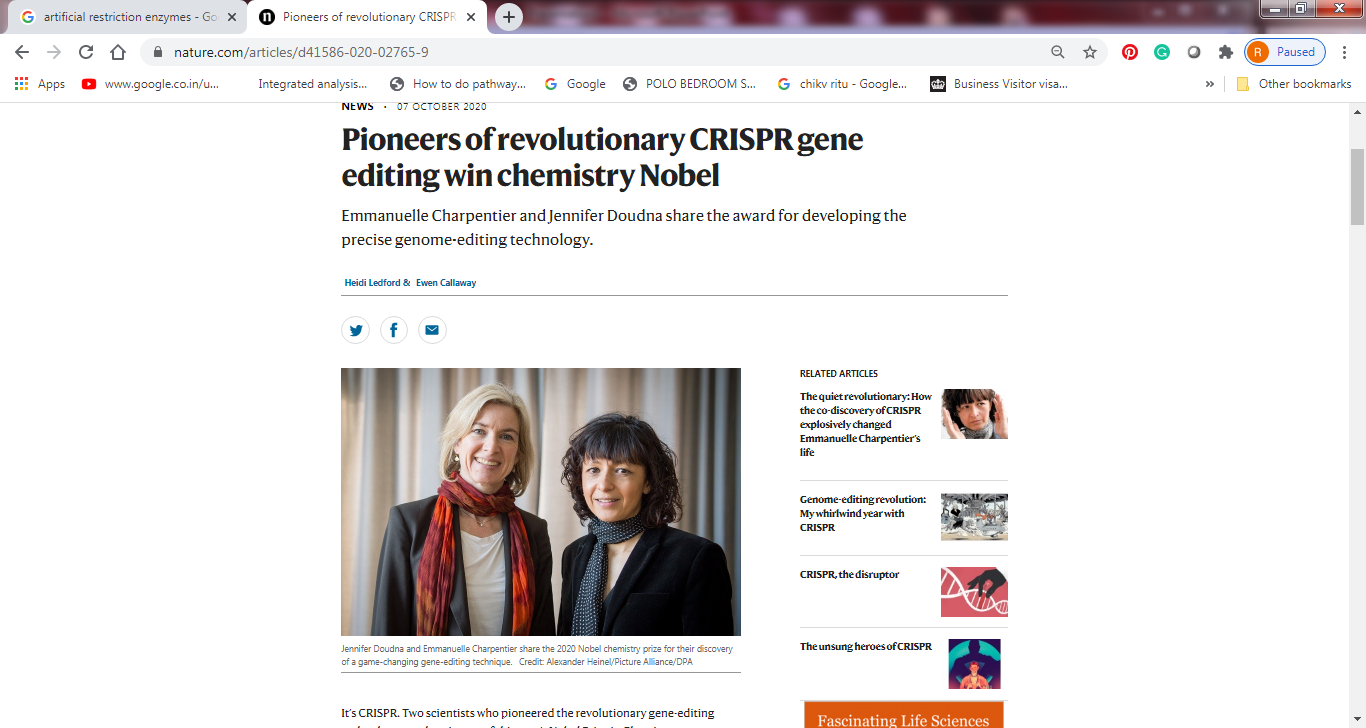 artificial restriction enzymes - Go
Pioneers of revolutionary CRISPR
nature.com/articles/d41586-020-02765-9
R Paused
Apps
www.google.co.in/u...
Integrated analysis...
How to do pathway...
Google
POLO BEDROOM S...
chikv ritu - Google...
Business Visitor visa...
»
Other bookmarks
NEWS · 07 OCTOBER 2020
Pioneers of revolutionary CRISPR gene
editing win chemistry Nobel
Emmanuelle Charpentier and Jennifer Doudna share the award for developing the
precise genome-editing technology.
Heidi Ledford & Ewen Callaway
Jennifer Doudna and Emmanuelle Charpentier share the 2020 Nobel chemistry prize for their discovery
of a game-changing gene-editing technique. Credit: Alexander Heinel/Picture Alliance/DPA
It's CRISPR. Two scientists who pioneered the revolutionary gene-editing
RELATED ARTICLES
The quiet revolutionary: How
the co-discovery of CRISPR
explosively changed
Emmanuelle Charpentier's
life
Genome-editing revolution:
My whirlwind year with
CRISPR
CRISPR, the disruptor
The unsung heroes of CRISPR
Fascinating Life Sciences